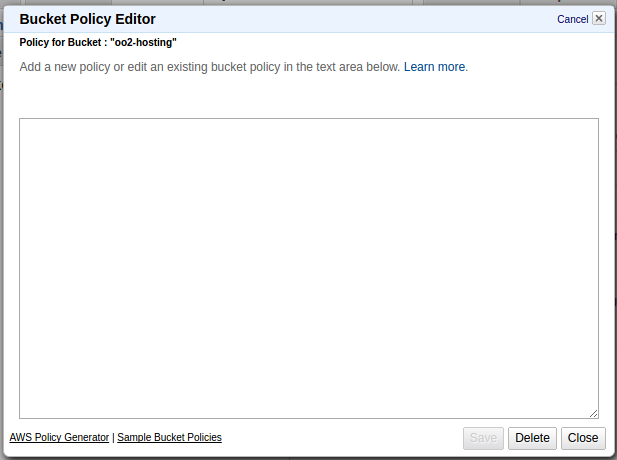 Bucket Policy Editor
Cancel
Policy for Bucket : "oo2-hosting"
Add a new policy or edit an existing bucket policy in the text area below. Learn more.
AWS Policy Generator | Sample Bucket Policies
Save
Delete
Close